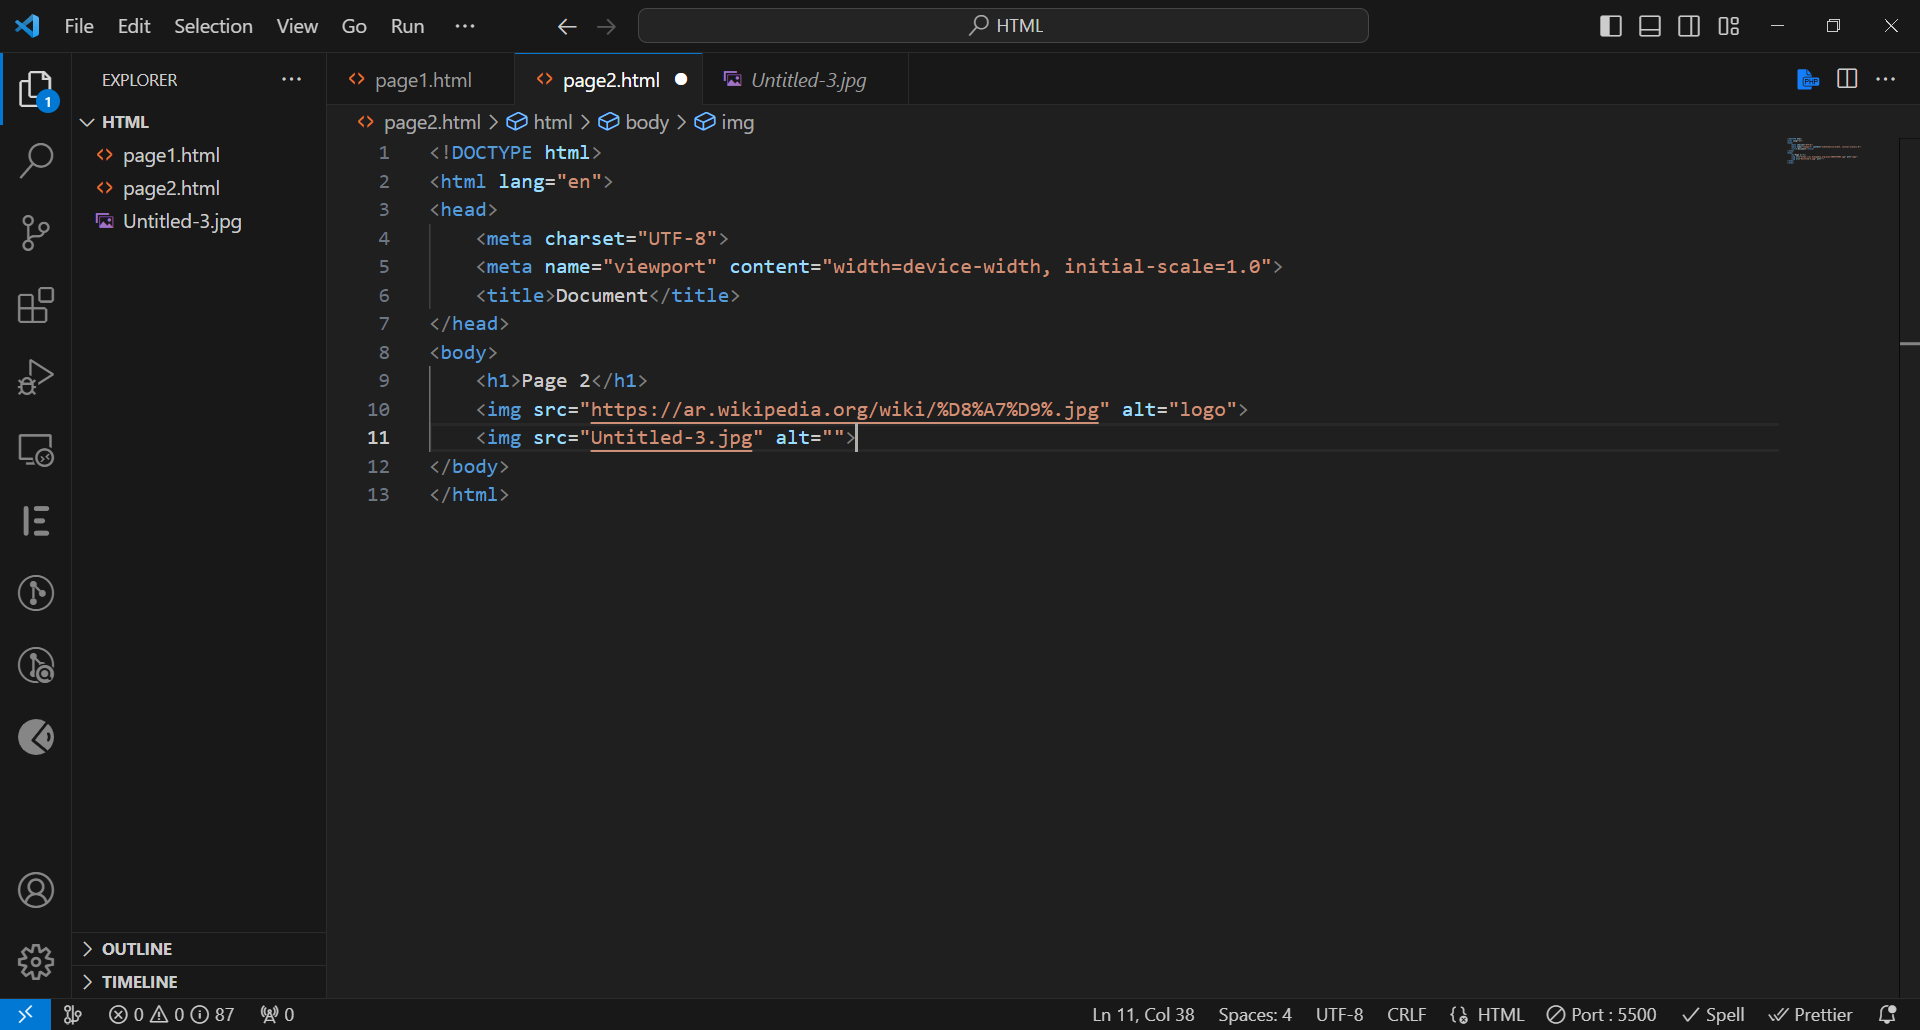 File Edit Selection View Go Run ···
HTML
EXPLORER ···
page1.html page2.html Untitled-3.jpg
1
HTML
page1.html
page2.html
Untitled-3.jpg
page2.html > html > body > img
1 <!DOCTYPE html>
2 <html lang="en">
3 <head>
4 <meta charset="UTF-8">
5 <meta name="viewport" content="width=device-width, initial-scale=1.0">
6 <title>Document</title>
7 </head>
8 <body>
9 <h1>Page 2</h1>
10 <img src="https://ar.wikipedia.org/wiki/%D8%A7%D9%.jpg" alt="logo">
11 <img src="Untitled-3.jpg" alt="">
12 </body>
13 </html>
OUTLINE
TIMELINE
0 0 87 0 Ln 11, Col 38 Spaces: 4 UTF-8 CRLF HTML Port : 5500 Spell Prettier